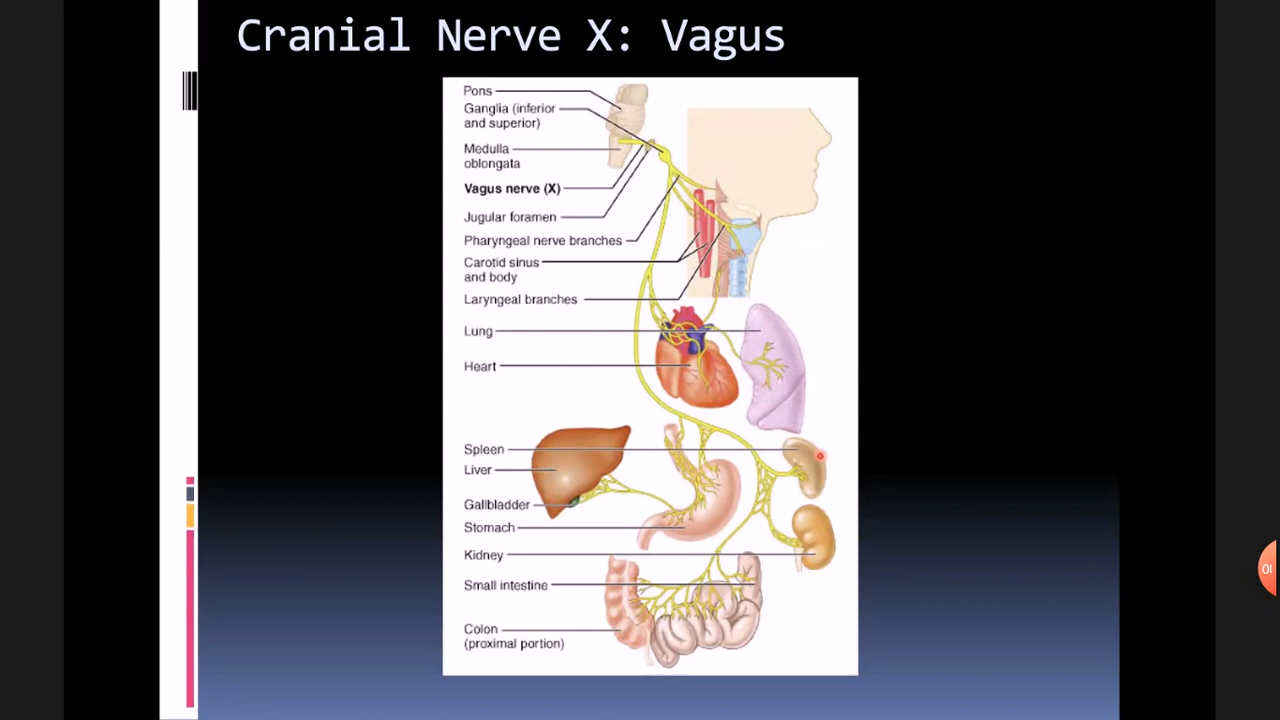 Cranial Nerve X: Vagus
Pons
Ganglia (inferior
and superior)
Medulla
oblongata
Vagus nerve (X)
Jugular foramen
Pharyngeal nerve branches
Carotid sinus
and body
Laryngeal branches
Lung
Heart
Spleen
Liver
Gallbladder
Stomach
Kidney
Small intestine
Colon
(proximal portion)